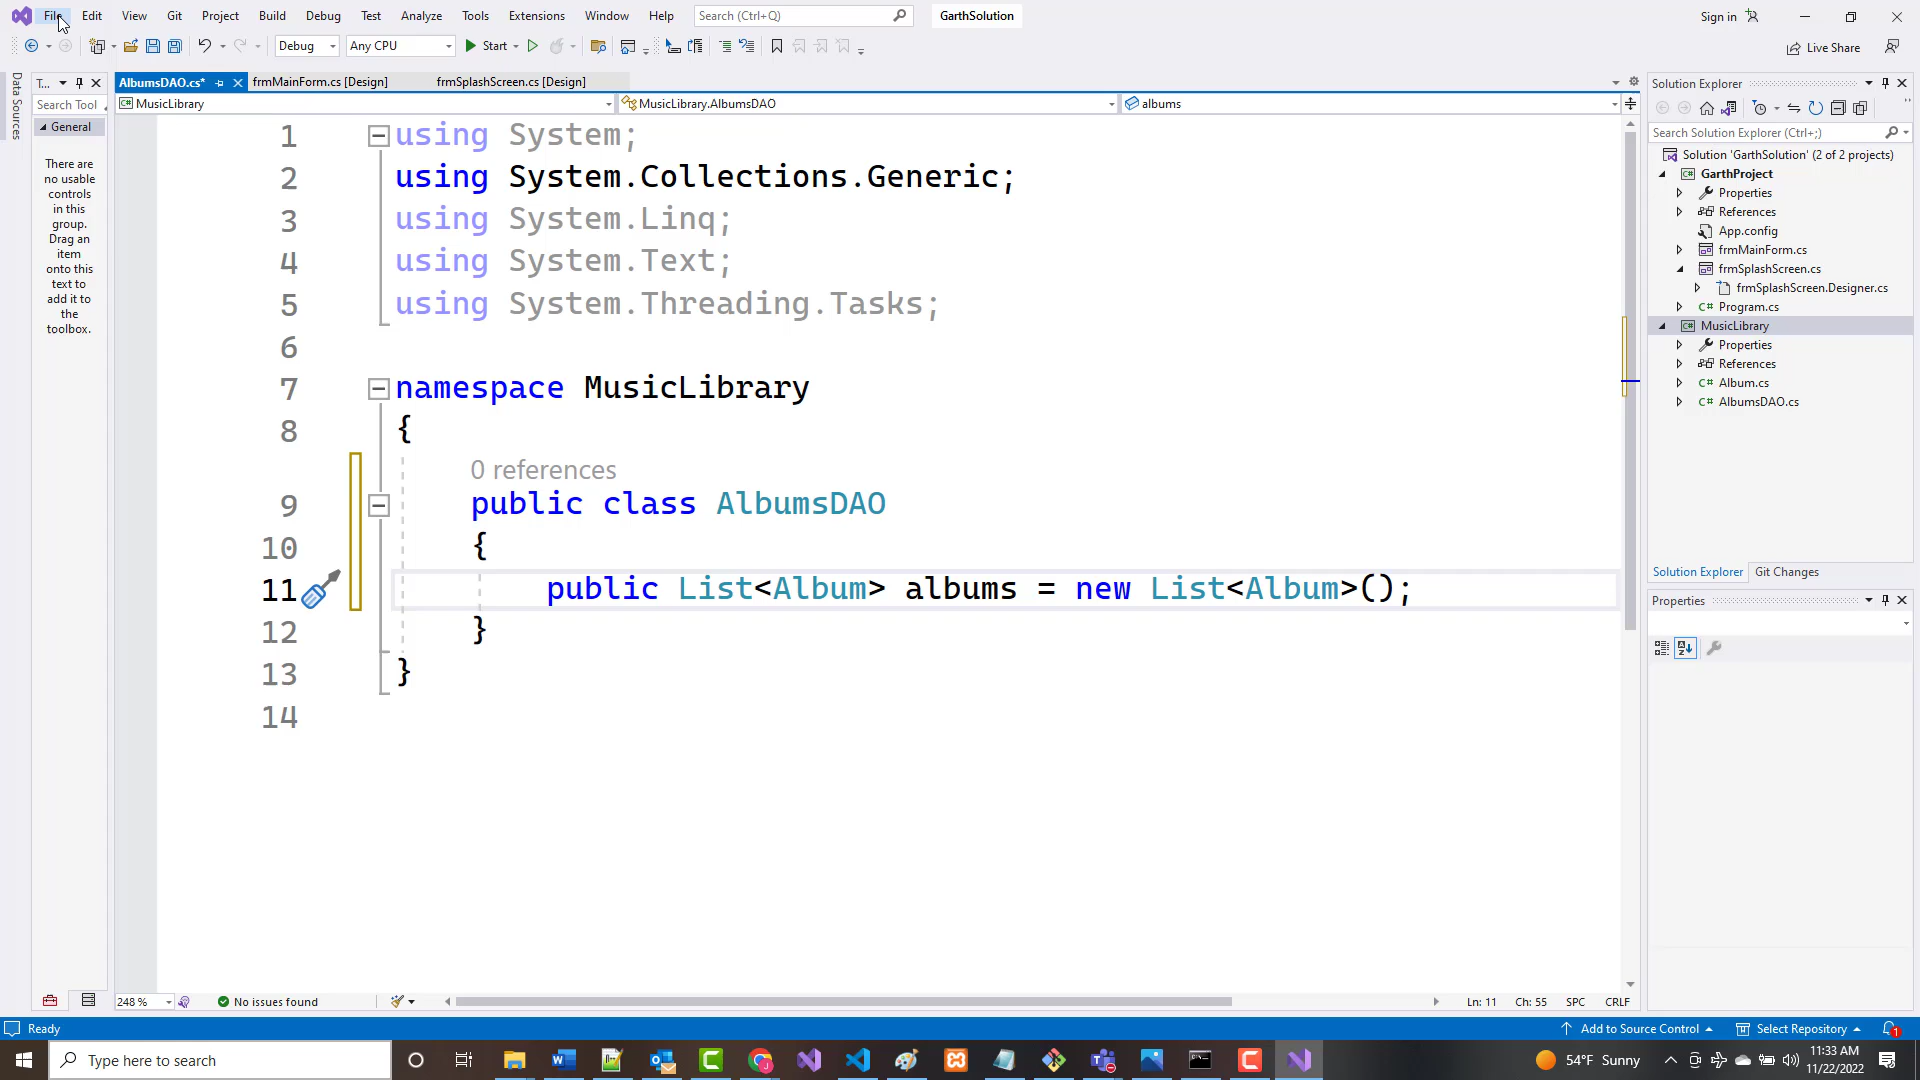 File Edit View Git Project Build Debug Test Analyze Tools Extensions Window Help Search (Ctrl+Q) GarthSolution Sign in
Debug Any CPU Start Live Share
Data Sources
T...
Search Tool
General
There are
no usable
controls
in this
group.
Drag an
item
onto this
text to
add it to
the
toolbox.
AlbumsDAO.cs* frmMainForm.cs [Design] frmSplashScreen.cs [Design]
MusicLibrary MusicLibrary.AlbumsDAO albums
1 using System;
2 using System.Collections.Generic;
3 using System.Linq;
4 using System.Text;
5 using System.Threading.Tasks;
6
7 namespace MusicLibrary
8 {
0 references
9 public class AlbumsDAO
10 {
11 public List<Album> albums = new List<Album>();
12 }
13 }
14
248 % No issues found Ln: 11 Ch: 55 SPC CRLF
Solution Explorer
Search Solution Explorer (Ctrl+;)
Solution 'GarthSolution' (2 of 2 projects)
GarthProject
Properties
References
App.config
frmMainForm.cs
frmSplashScreen.cs
frmSplashScreen.Designer.cs
Program.cs
MusicLibrary
Properties
References
Album.cs
AlbumsDAO.cs
Solution Explorer Git Changes
Properties
Ready Add to Source Control Select Repository 1
Type here to search 54°F Sunny 11:33 AM
11/22/2022